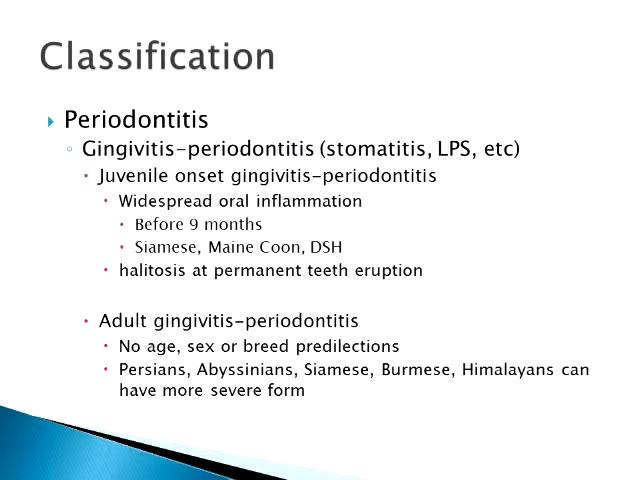 Classification
Periodontitis
Gingivitis-periodontitis (stomatitis, LPS, etc)
Juvenile onset gingivitis-periodontitis
Widespread oral inflammation
Before 9 months
Siamese, Maine Coon, DSH
halitosis at permanent teeth eruption
Adult gingivitis-periodontitis
No age, sex or breed predilections
Persians, Abyssinians, Siamese, Burmese, Himalayans can
have more severe form